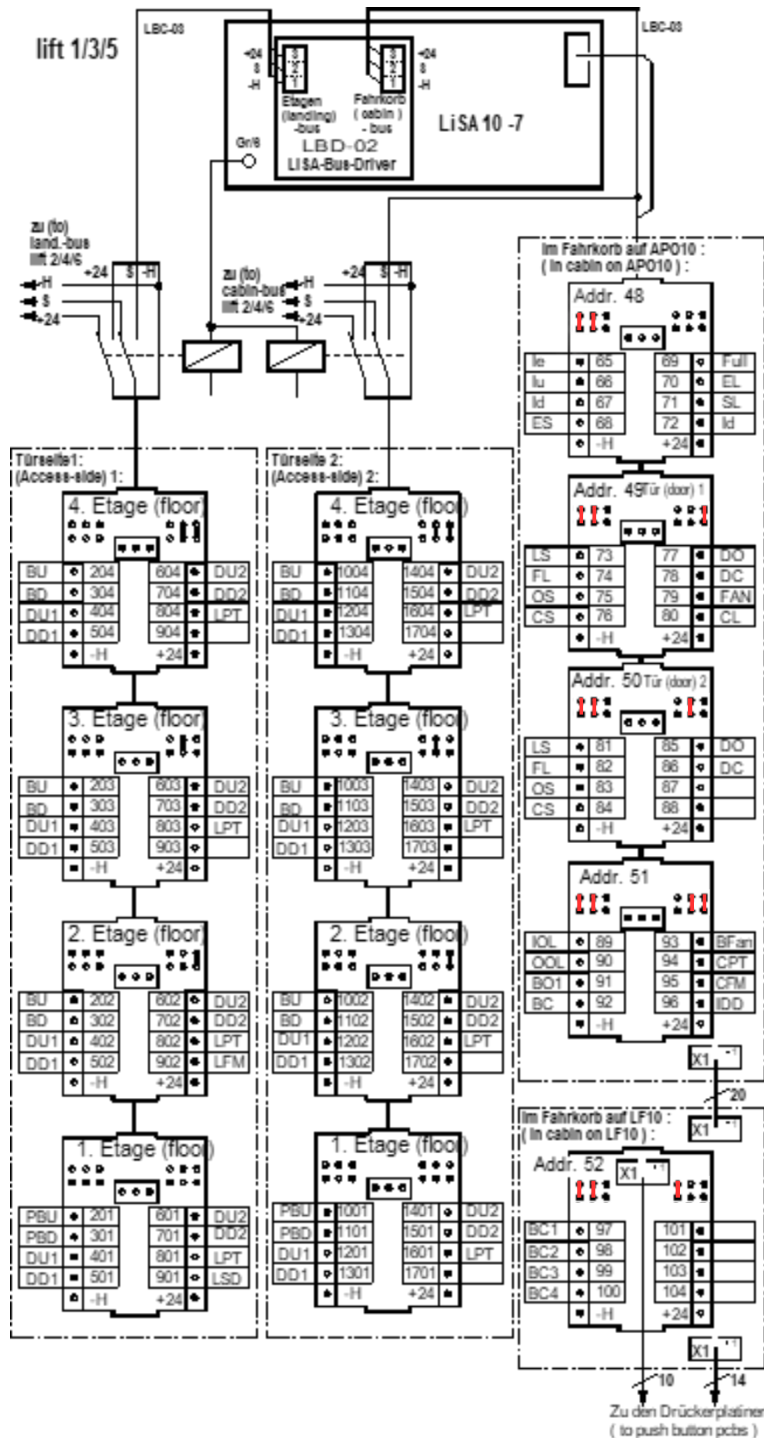 lift 1/3/5
LBC-03
LBC-03
+24
S
-H
3
2
1
3
2
1
+24
S
-H
Etagen
(landing)
-bus
Fahrkorb
( cabin )
- bus
LiSA 10 -7
LBD-02
LISA-Bus-Driver
Gr/6
zu (to)
land.-bus
lift 2/4/6
+24 S -H
-H
S
+24
zu (to)
cabin-bus
lift 2/4/6
+24 S -H
-H
S
+24
Türseite1:
(Access-side) 1:
4. Etage (floor)
BU 204 604 DU2
BD 304 704 DD2
DU1 404 804 LPT
DD1 504 904
-H +24
3. Etage (floor)
BU 203 603 DU2
BD 303 703 DD2
DU1 403 803 LPT
DD1 503 903
-H +24
2. Etage (floor)
BU 202 602 DU2
BD 302 702 DD2
DU1 402 802 LPT
DD1 502 902 LFM
-H +24
1. Etage (floor)
PBU 201 601 DU2
PBD 301 701 DD2
DU1 401 801 LPT
DD1 501 901 LSD
-H +24
Türseite 2:
(Access-side) 2:
4. Etage (floor)
BU 1004 1404 DU2
BD 1104 1504 DD2
DU1 1204 1604 LPT
DD1 1304 1704
-H +24
3. Etage (floor)
BU 1003 1403 DU2
BD 1103 1503 DD2
DU1 1203 1603 LPT
DD1 1303 1703
-H +24
2. Etage (floor)
BU 1002 1402 DU2
BD 1102 1502 DD2
DU1 1202 1602 LPT
DD1 1302 1702
-H +24
1. Etage (floor)
PBU 1001 1401 DU2
PBD 1101 1501 DD2
DU1 1201 1601 LPT
DD1 1301 1701
-H +24
Im Fahrkorb auf APO10 :
( in cabin on APO10 ) :
Addr. 48
Ie 65 69 Full
Iu 66 70 EL
Id 67 71 SL
ES 68 72 Id
-H +24
Addr. 49 Tür (door) 1
LS 73 77 DO
FL 74 78 DC
OS 75 79 FAN
CS 76 80 CL
-H +24
Addr. 50 Tür (door) 2
LS 81 85 DO
FL 82 86 DC
OS 83 87
CS 84 88
-H +24
Addr. 51
IOL 89 93 BFan
OOL 90 94 CPT
BO1 91 95 CFM
BC 92 96 IDD
-H +24
X1
20
X1
Im Fahrkorb auf LF10 :
( in cabin on LF10 ) :
Addr. 52
X1
BC1 97 101
BC2 98 102
BC3 99 103
BC4 100 104
-H +24
X1
10
14
Zu den Drückerplatinen
( to push button pcbs )